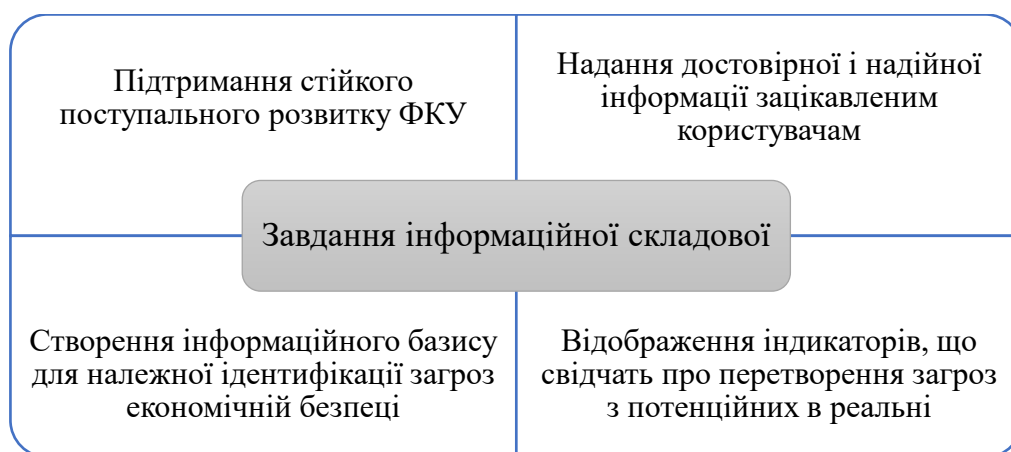 Підтримання стійкого
поступального розвитку ФКУ
Надання достовірної і надійної
інформації зацікавленим
користувачам
Завдання інформаційної складової
Створення інформаційного базису
для належної ідентифікації загроз
економічній безпеці
Відображення індикаторів, що
свідчать про перетворення загроз
з потенційних в реальні